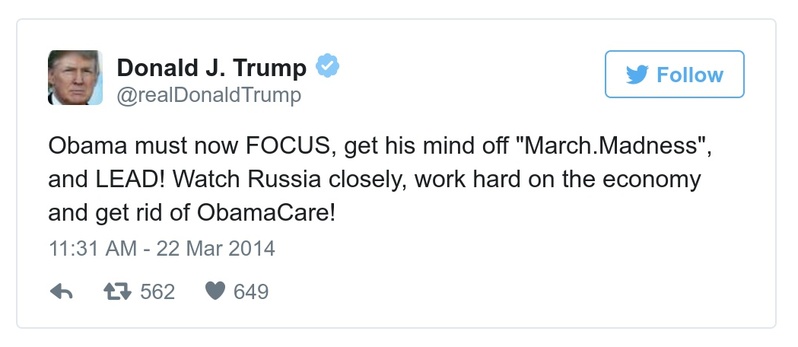 Donald J. Trump
@realDonaldTrump
Follow
Obama must now FOCUS, get his mind off "March.Madness",
and LEAD! Watch Russia closely, work hard on the economy
and get rid of ObamaCare!
11:31 AM - 22 Mar 2014
562 649